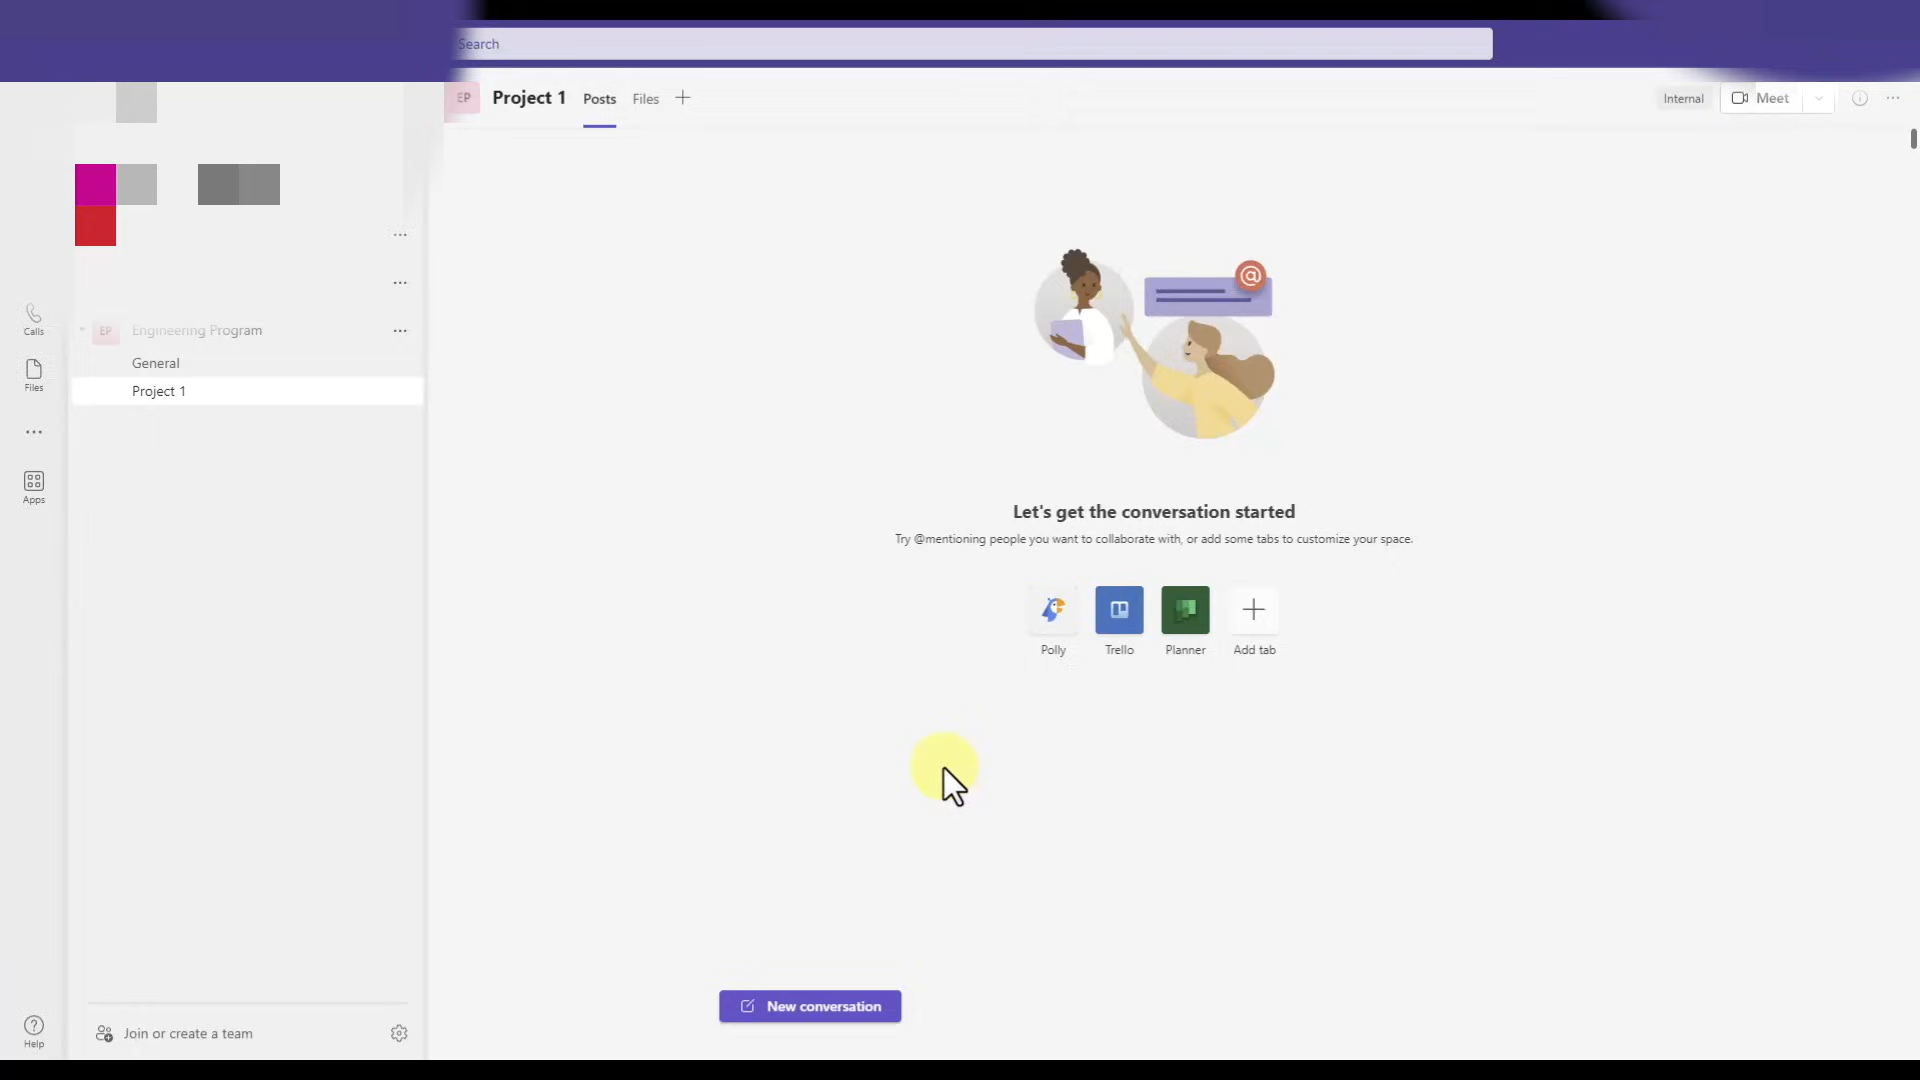 Search
EP
Project 1
Posts
Files
Internal
Meet
Calls
EP
Engineering Program
General
Files
Project 1
Apps
@
Let's get the conversation started
Try @mentioning people you want to collaborate with, or add some tabs to customize your space.
Polly
Trello
Planner
Add tab
New conversation
Join or create a team
Help